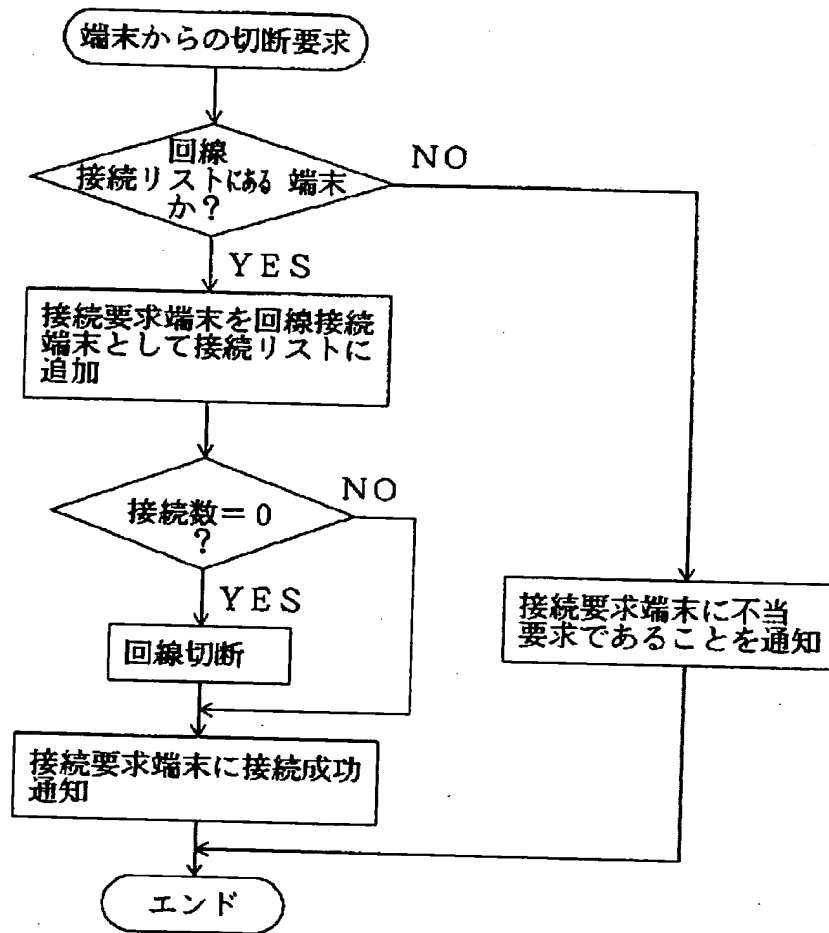 端末からの切断要求
回線
接続リストにある 端末
か？
NO
YES
接続要求端末を回線接続
端末として接続リストに
追加
接続数＝0
？
NO
YES
回線切断
接続要求端末に不当
要求であることを通知
接続要求端末に接続成功
通知
エンド